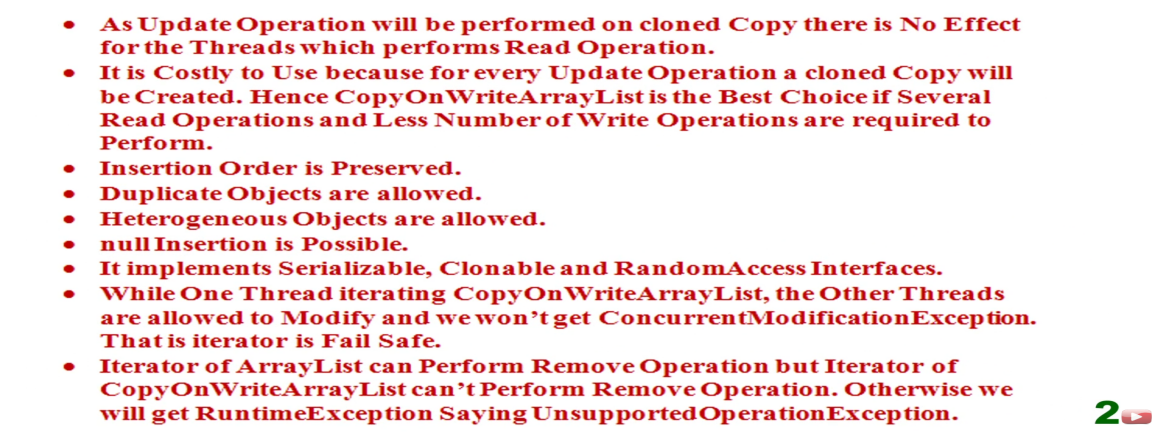 • As Update Operation will be performed on cloned Copy there is No Effect
for the Threads which performs Read Operation.
• It is Costly to Use because for every Update Operation a cloned Copy will
be Created. Hence CopyOnWriteArrayList is the Best Choice if Several
Read Operations and Less Number of Write Operations are required to
Perform.
• Insertion Order is Preserved.
• Duplicate Objects are allowed.
• Heterogeneous Objects are allowed.
• null Insertion is Possible.
• It implements Serializable, Clonable and RandomAccess Interfaces.
• While One Thread iterating CopyOnWriteArrayList, the Other Threads
are allowed to Modify and we won't get ConcurrentModificationException.
That is iterator is Fail Safe.
• Iterator of ArrayList can Perform Remove Operation but Iterator of
CopyOnWriteArrayList can't Perform Remove Operation. Otherwise we
will get RuntimeException Saying UnsupportedOperationException.
2